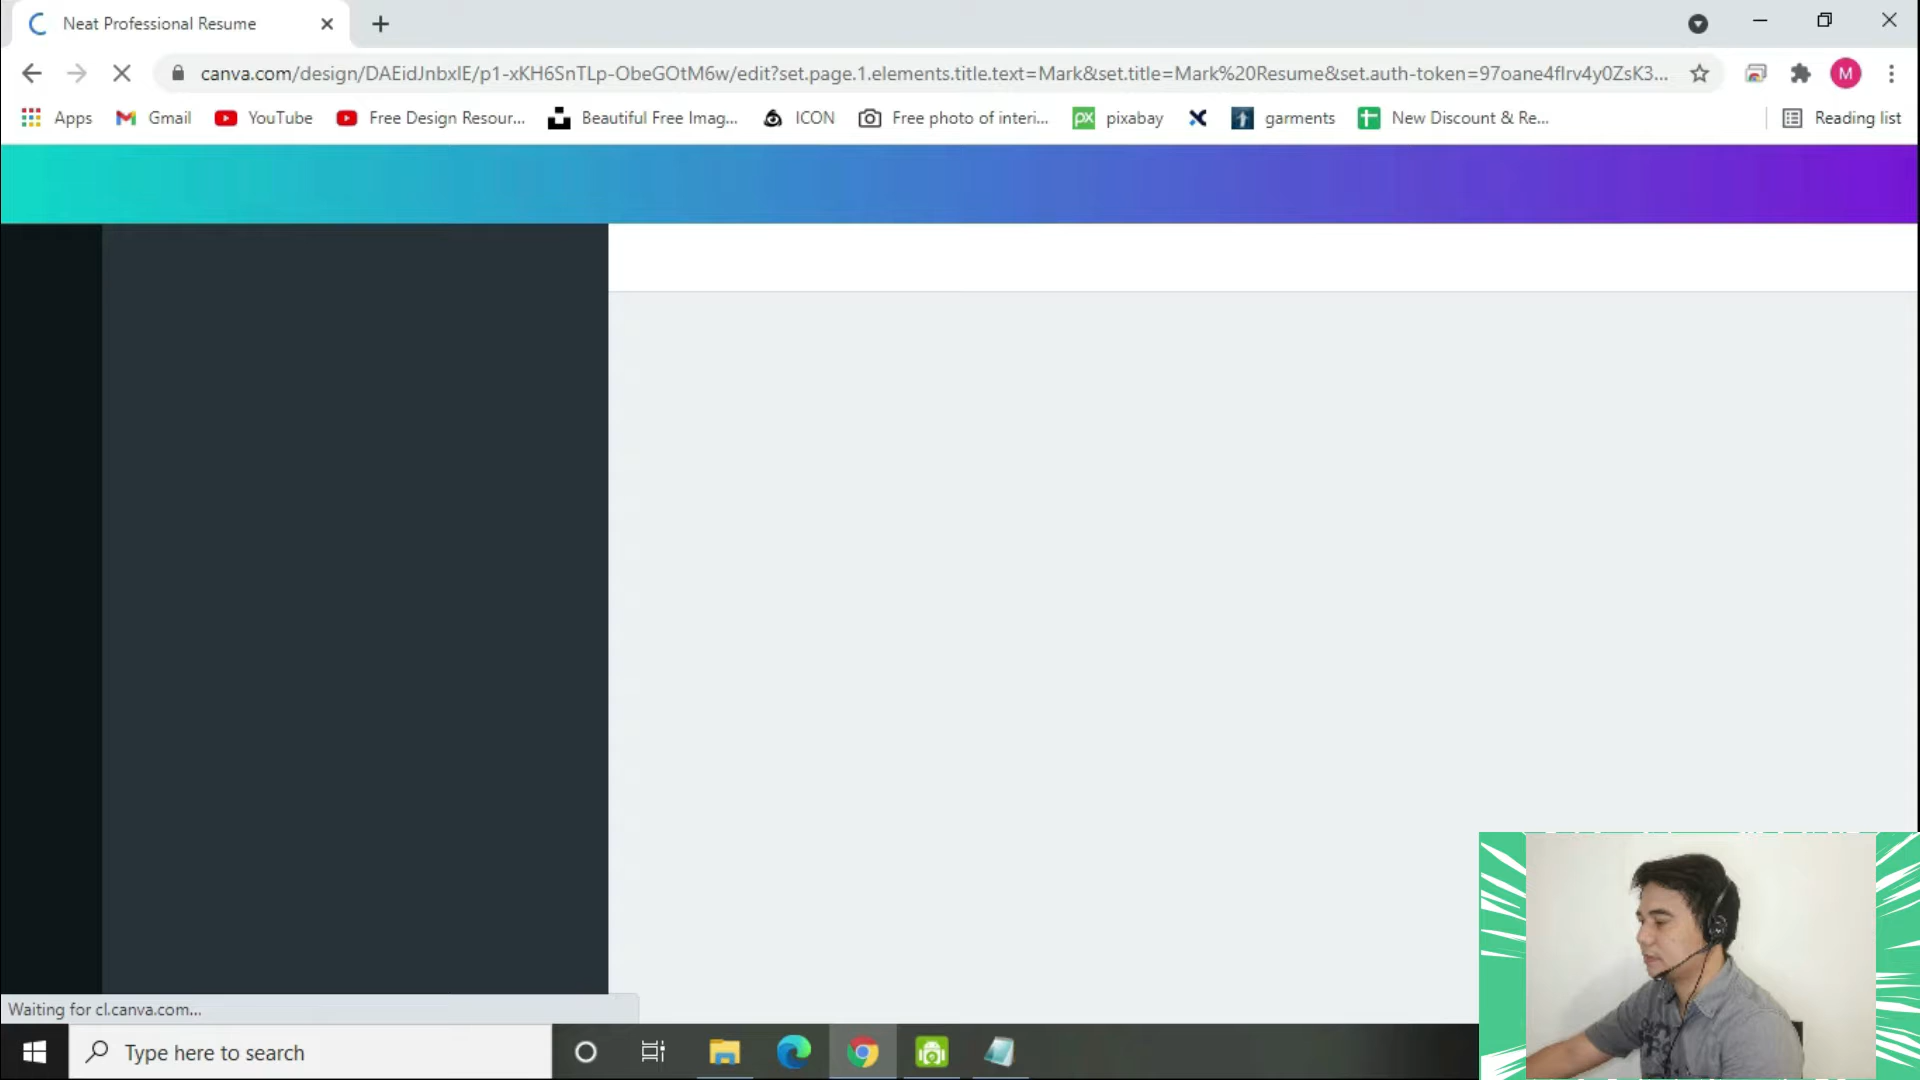 Neat Professional Resume
canva.com/design/DAEidJnbxlE/p1-xKH6SnTLp-ObeGOtM6w/edit?set.page.1.elements.title.text=Mark&set.title=Mark%20Resume&set.auth-token=97oane4flrv4y0ZsK3...
M
Apps Gmail YouTube Free Design Resour... Beautiful Free Imag... ICON Free photo of interi... px pixabay garments New Discount & Re... Reading list
Waiting for cl.canva.com...
Type here to search